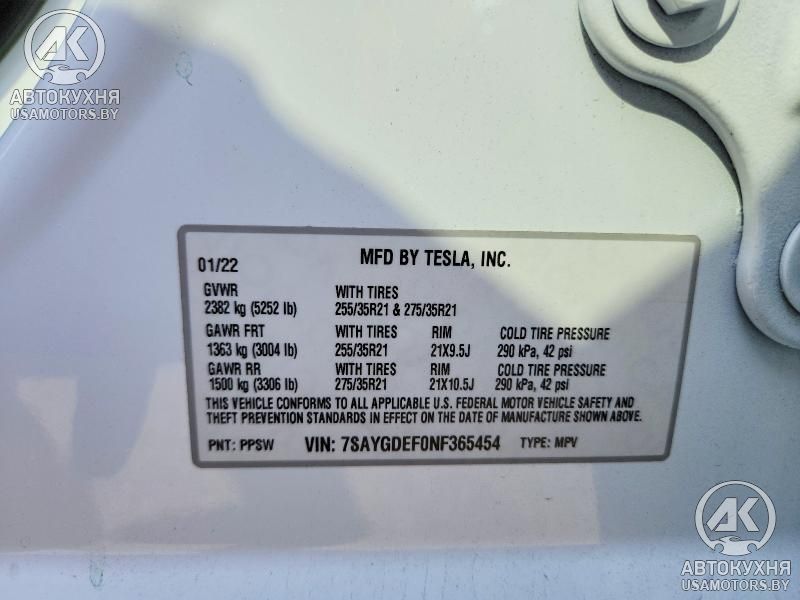 AK
АВТОКУХНЯ
USAMOTORS.BY
01/22 MFD BY TESLA, INC.
GVWR WITH TIRES
2382 kg (5252 lb) 255/35R21 & 275/35R21
GAWR FRT WITH TIRES RIM COLD TIRE PRESSURE
1363 kg (3004 lb) 255/35R21 21X9.5J 290 kPa, 42 psi
GAWR RR WITH TIRES RIM COLD TIRE PRESSURE
1500 kg (3306 lb) 275/35R21 21X10.5J 290 kPa, 42 psi
THIS VEHICLE CONFORMS TO ALL APPLICABLE U.S. FEDERAL MOTOR VEHICLE SAFETY AND
THEFT PREVENTION STANDARDS IN EFFECT ON THE DATE OF MANUFACTURE SHOWN ABOVE.
PNT: PPSW VIN: 7SAYGDEF0NF365454 TYPE: MPV
AK
АВТОКУХНЯ
USAMOTORS.BY